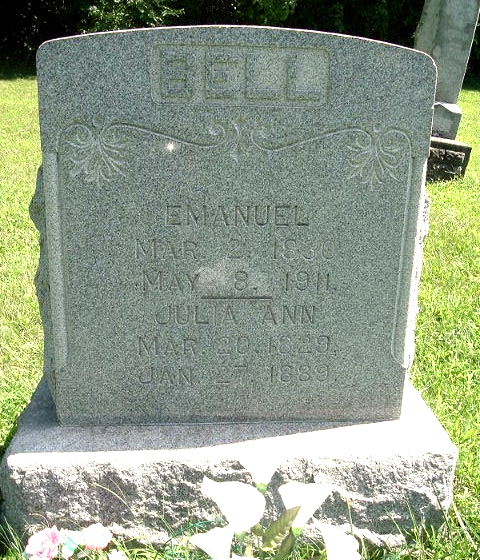 BELL
EMANUEL
MAR. 2, 1830
MAY 8, 1911.
JULIA ANN
MAR. 20, 1829.
JAN 27, 1889.